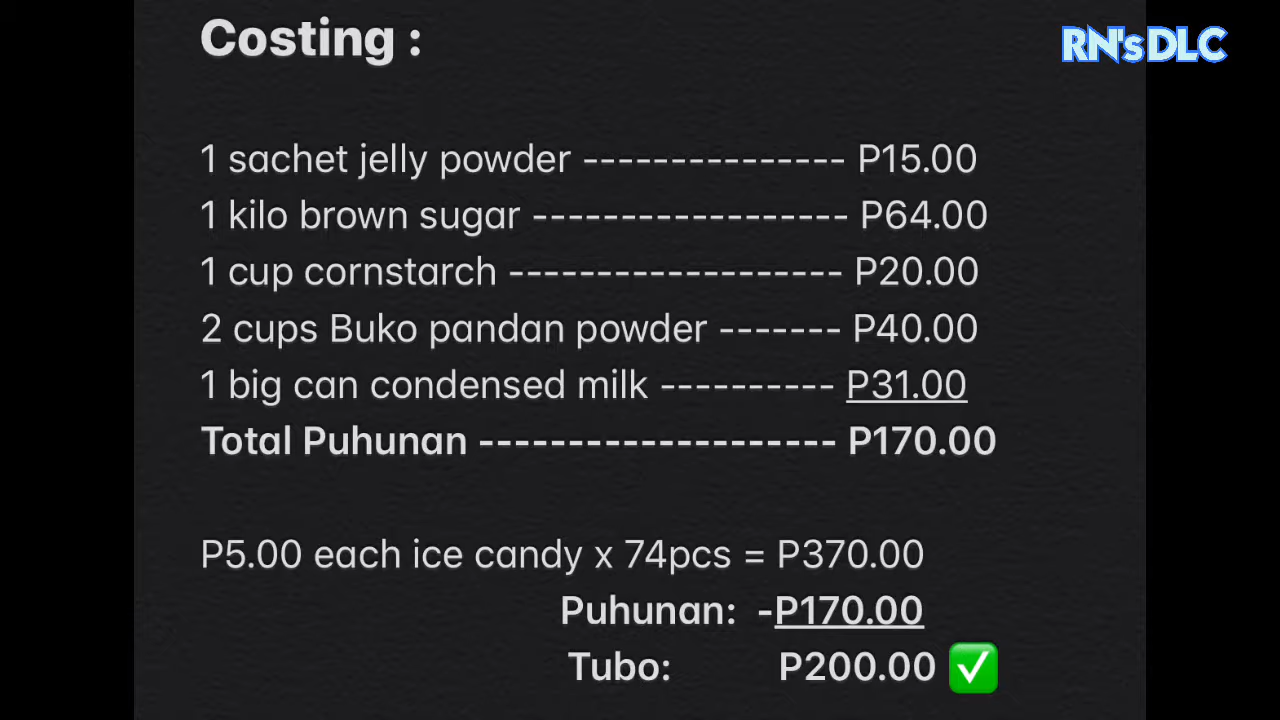 Costing :
RN's DLC
1 sachet jelly powder --------------- P15.00
1 kilo brown sugar ------------------ P64.00
1 cup cornstarch ------------------- P20.00
2 cups Buko pandan powder ------- P40.00
1 big can condensed milk ---------- P31.00
Total Puhunan -------------------- P170.00
P5.00 each ice candy x 74pcs = P370.00
Puhunan: -P170.00
Tubo: P200.00 ✅